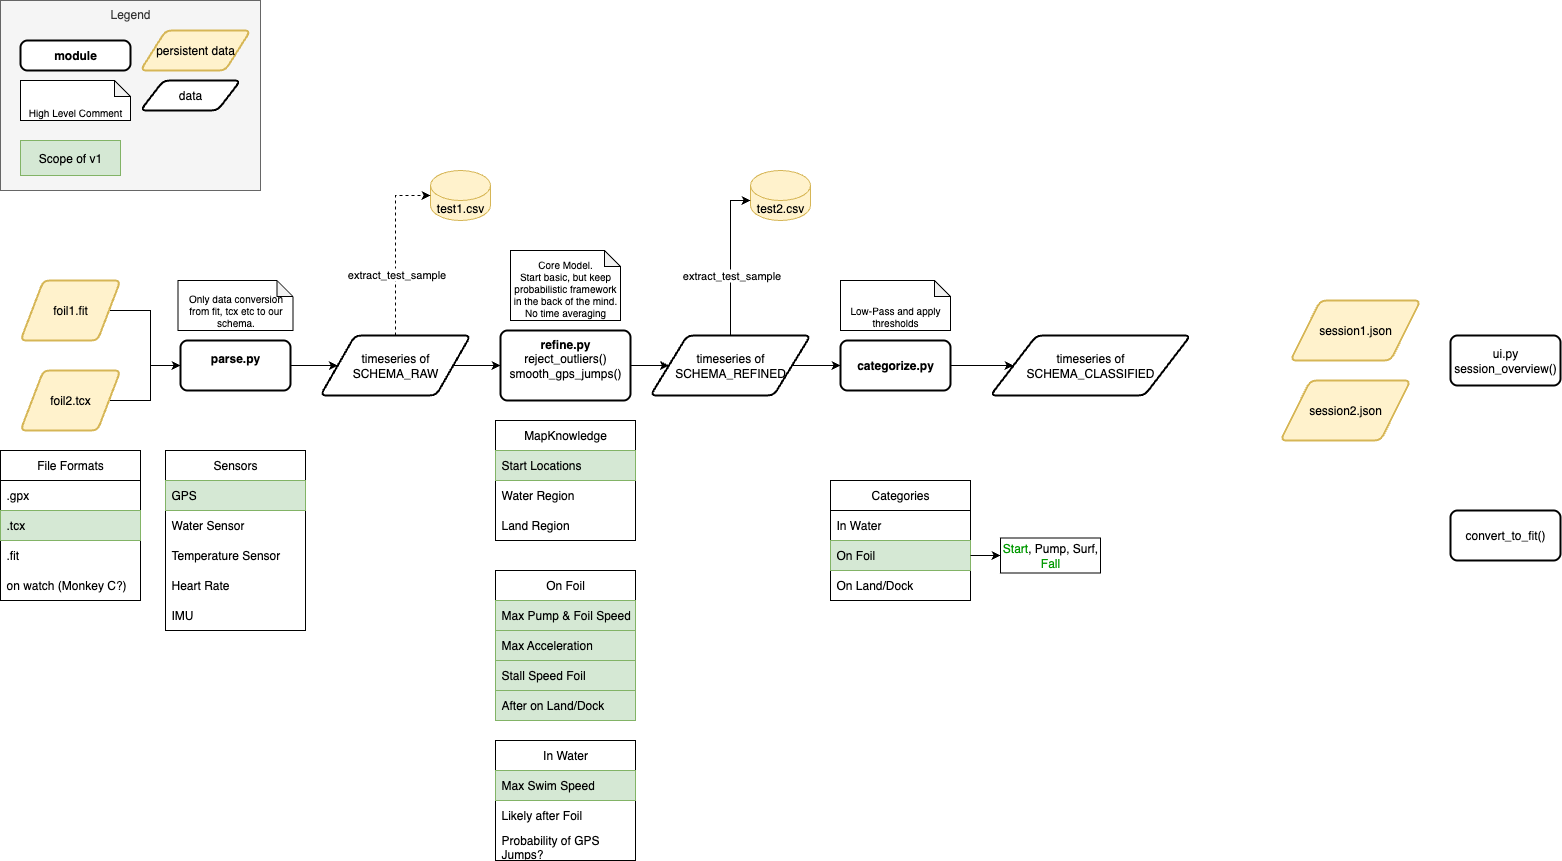 Legend
module
persistent data
High Level Comment
data
Scope of v1
test1.csv
test2.csv
extract_test_sample
extract_test_sample
foil1.fit
foil2.tcx
Only data conversion
from fit, tcx etc to our
schema.
parse.py
timeseries of
SCHEMA_RAW
Core Model.
Start basic, but keep
probabilistic framework
in the back of the mind.
No time averaging
refine.py
reject_outliers()
smooth_gps_jumps()
timeseries of
SCHEMA_REFINED
Low-Pass and apply
thresholds
categorize.py
timeseries of
SCHEMA_CLASSIFIED
session1.json
session2.json
ui.py
session_overview()
convert_to_fit()
File Formats
.gpx
.tcx
.fit
on watch (Monkey C?)
Sensors
GPS
Water Sensor
Temperature Sensor
Heart Rate
IMU
MapKnowledge
Start Locations
Water Region
Land Region
On Foil
Max Pump & Foil Speed
Max Acceleration
Stall Speed Foil
After on Land/Dock
In Water
Max Swim Speed
Likely after Foil
Probability of GPS
Jumps?
Categories
In Water
On Foil
On Land/Dock
Start, Pump, Surf,
Fall